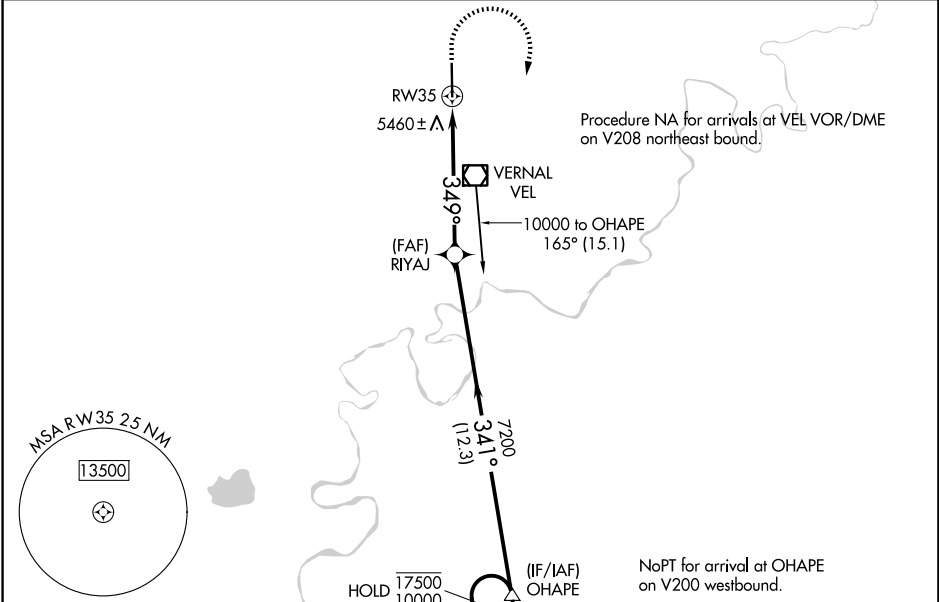 RW35
5460 ±
Procedure NA for arrivals at VEL VOR/DME
on V208 northeast bound.
VERNAL
VEL
349°
10000 to OHAPE
165° (15.1)
(FAF)
RIYAJ
7200
341°
(12.3)
MSA RW35 25 NM
13500
(IF/IAF)
OHAPE
HOLD 17500
10000
NoPT for arrival at OHAPE
on V200 westbound.